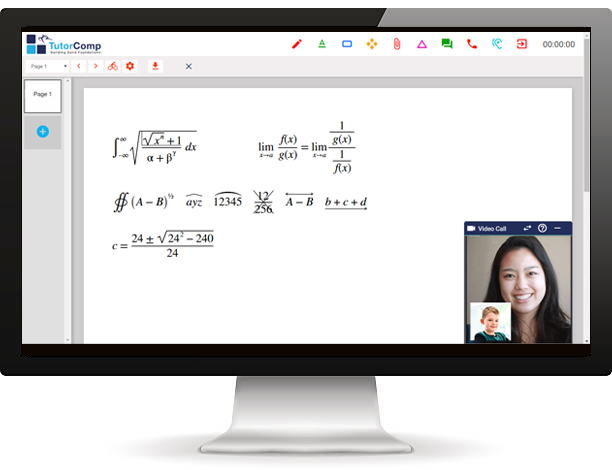 TutorComp
Building Solid Foundations
00:00:00
Page 1
Page 1
∫_{-∞}^{∞} √((√(xⁿ) + 1)/(α + β^γ)) dx
lim_{x→a} f(x)/g(x) = lim_{x→a} (1/g(x))/(1/f(x))
∯ (A − B)^½ ayz 12345 12/256 A − B b + c + d
c = (24 ± √(24² − 240))/24
Video Call